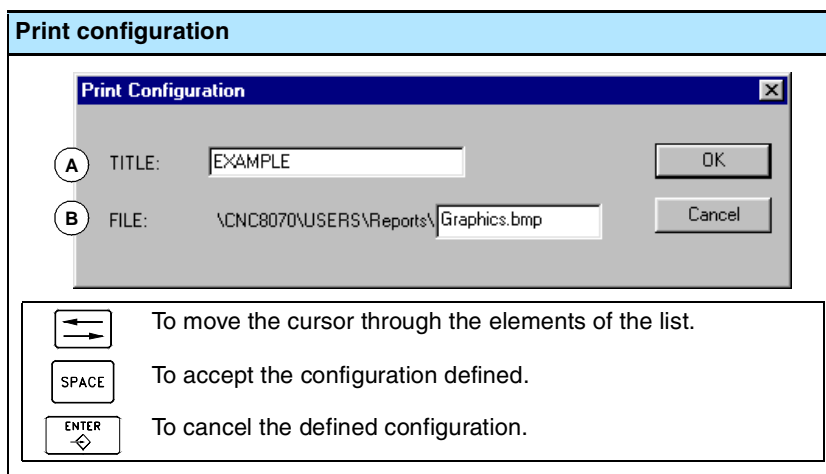 Print configuration
Print Configuration
A TITLE: EXAMPLE OK
B FILE: \CNC8070\USERS\Reports\ Graphics.bmp Cancel
To move the cursor through the elements of the list.
SPACE To accept the configuration defined.
ENTER To cancel the defined configuration.